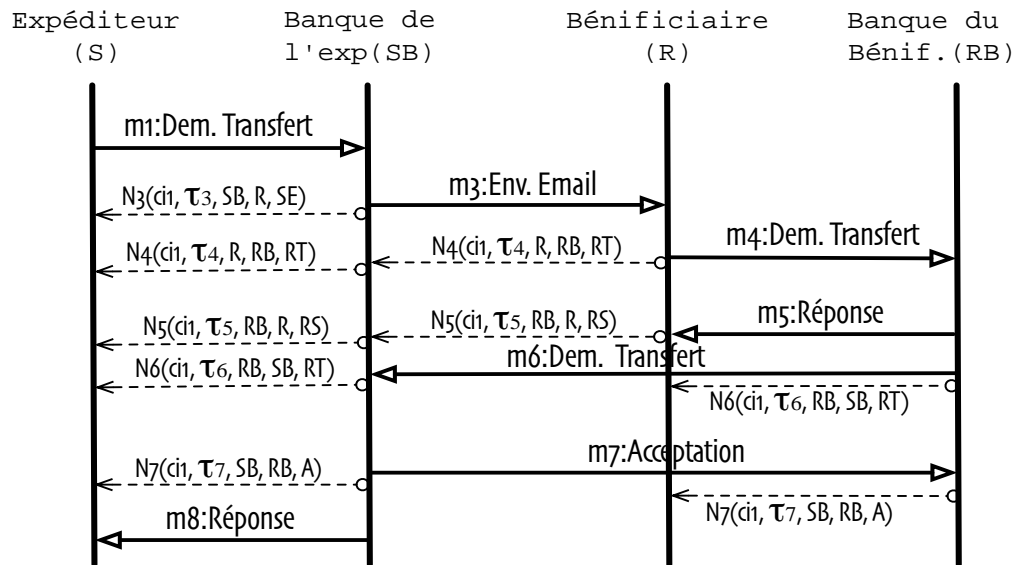 Expéditeur
(S)
Banque de
l'exp(SB)
Bénificiaire
(R)
Banque du
Bénif.(RB)
m1:Dem. Transfert
N3(ci1, τ3, SB, R, SE)
m3:Env. Email
N4(ci1, τ4, R, RB, RT)
N4(ci1, τ4, R, RB, RT)
m4:Dem. Transfert
N5(ci1, τ5, RB, R, RS)
N5(ci1, τ5, RB, R, RS)
m5:Réponse
m6:Dem. Transfert
N6(ci1, τ6, RB, SB, RT)
N6(ci1, τ6, RB, SB, RT)
m7:Acceptation
N7(ci1, τ7, SB, RB, A)
N7(ci1, τ7, SB, RB, A)
m8:Réponse